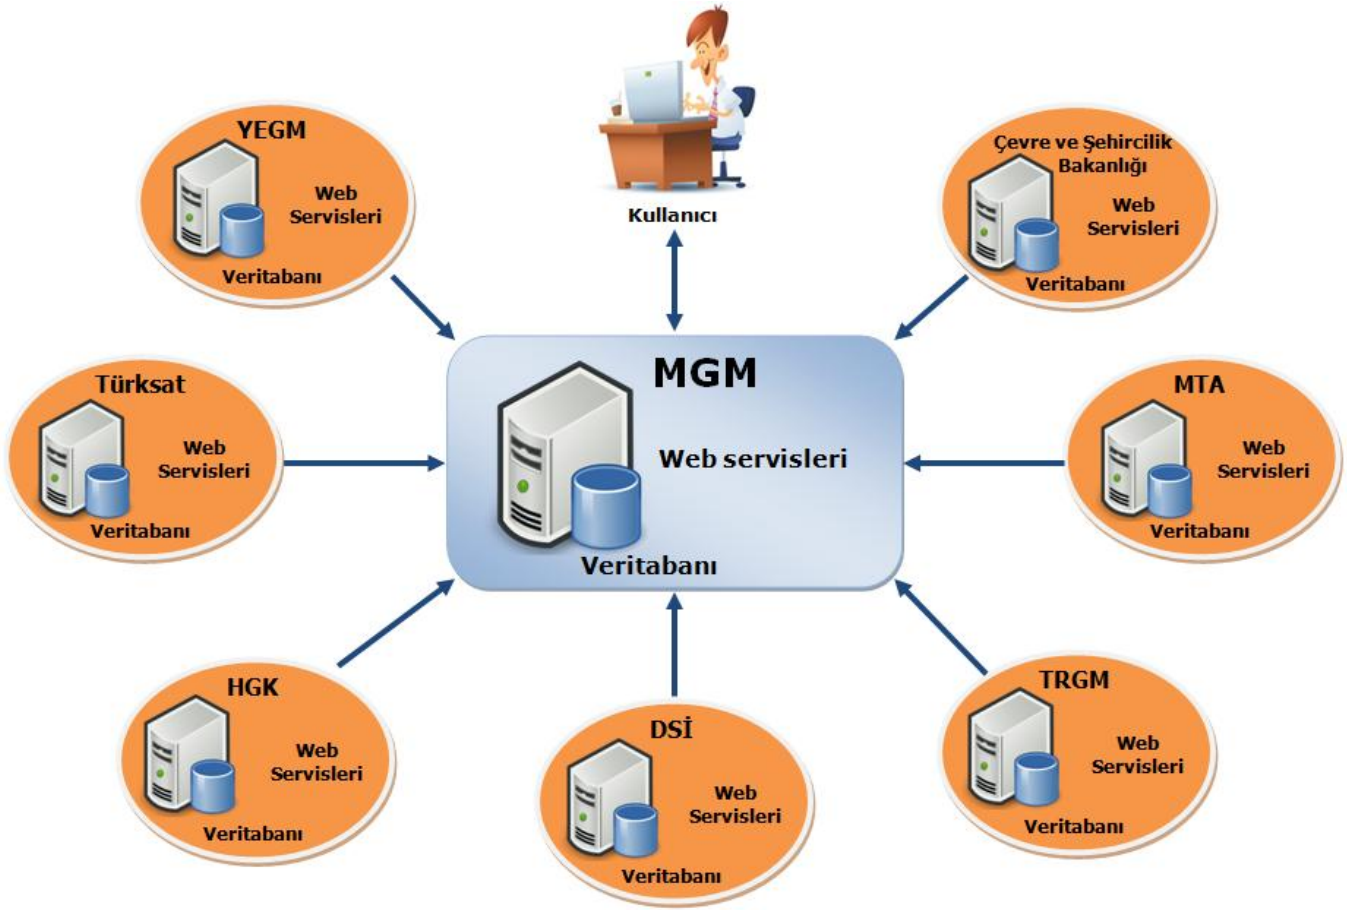 Kullanıcı
YEGM
Web
Servisleri
Veritabanı
Çevre ve Şehircilik
Bakanlığı
Web
Servisleri
Veritabanı
Türksat
Web
Servisleri
Veritabanı
MGM
Web servisleri
Veritabanı
MTA
Web
Servisleri
Veritabanı
HGK
Web
Servisleri
Veritabanı
DSİ
Web
Servisleri
Veritabanı
TRGM
Web
Servisleri
Veritabanı